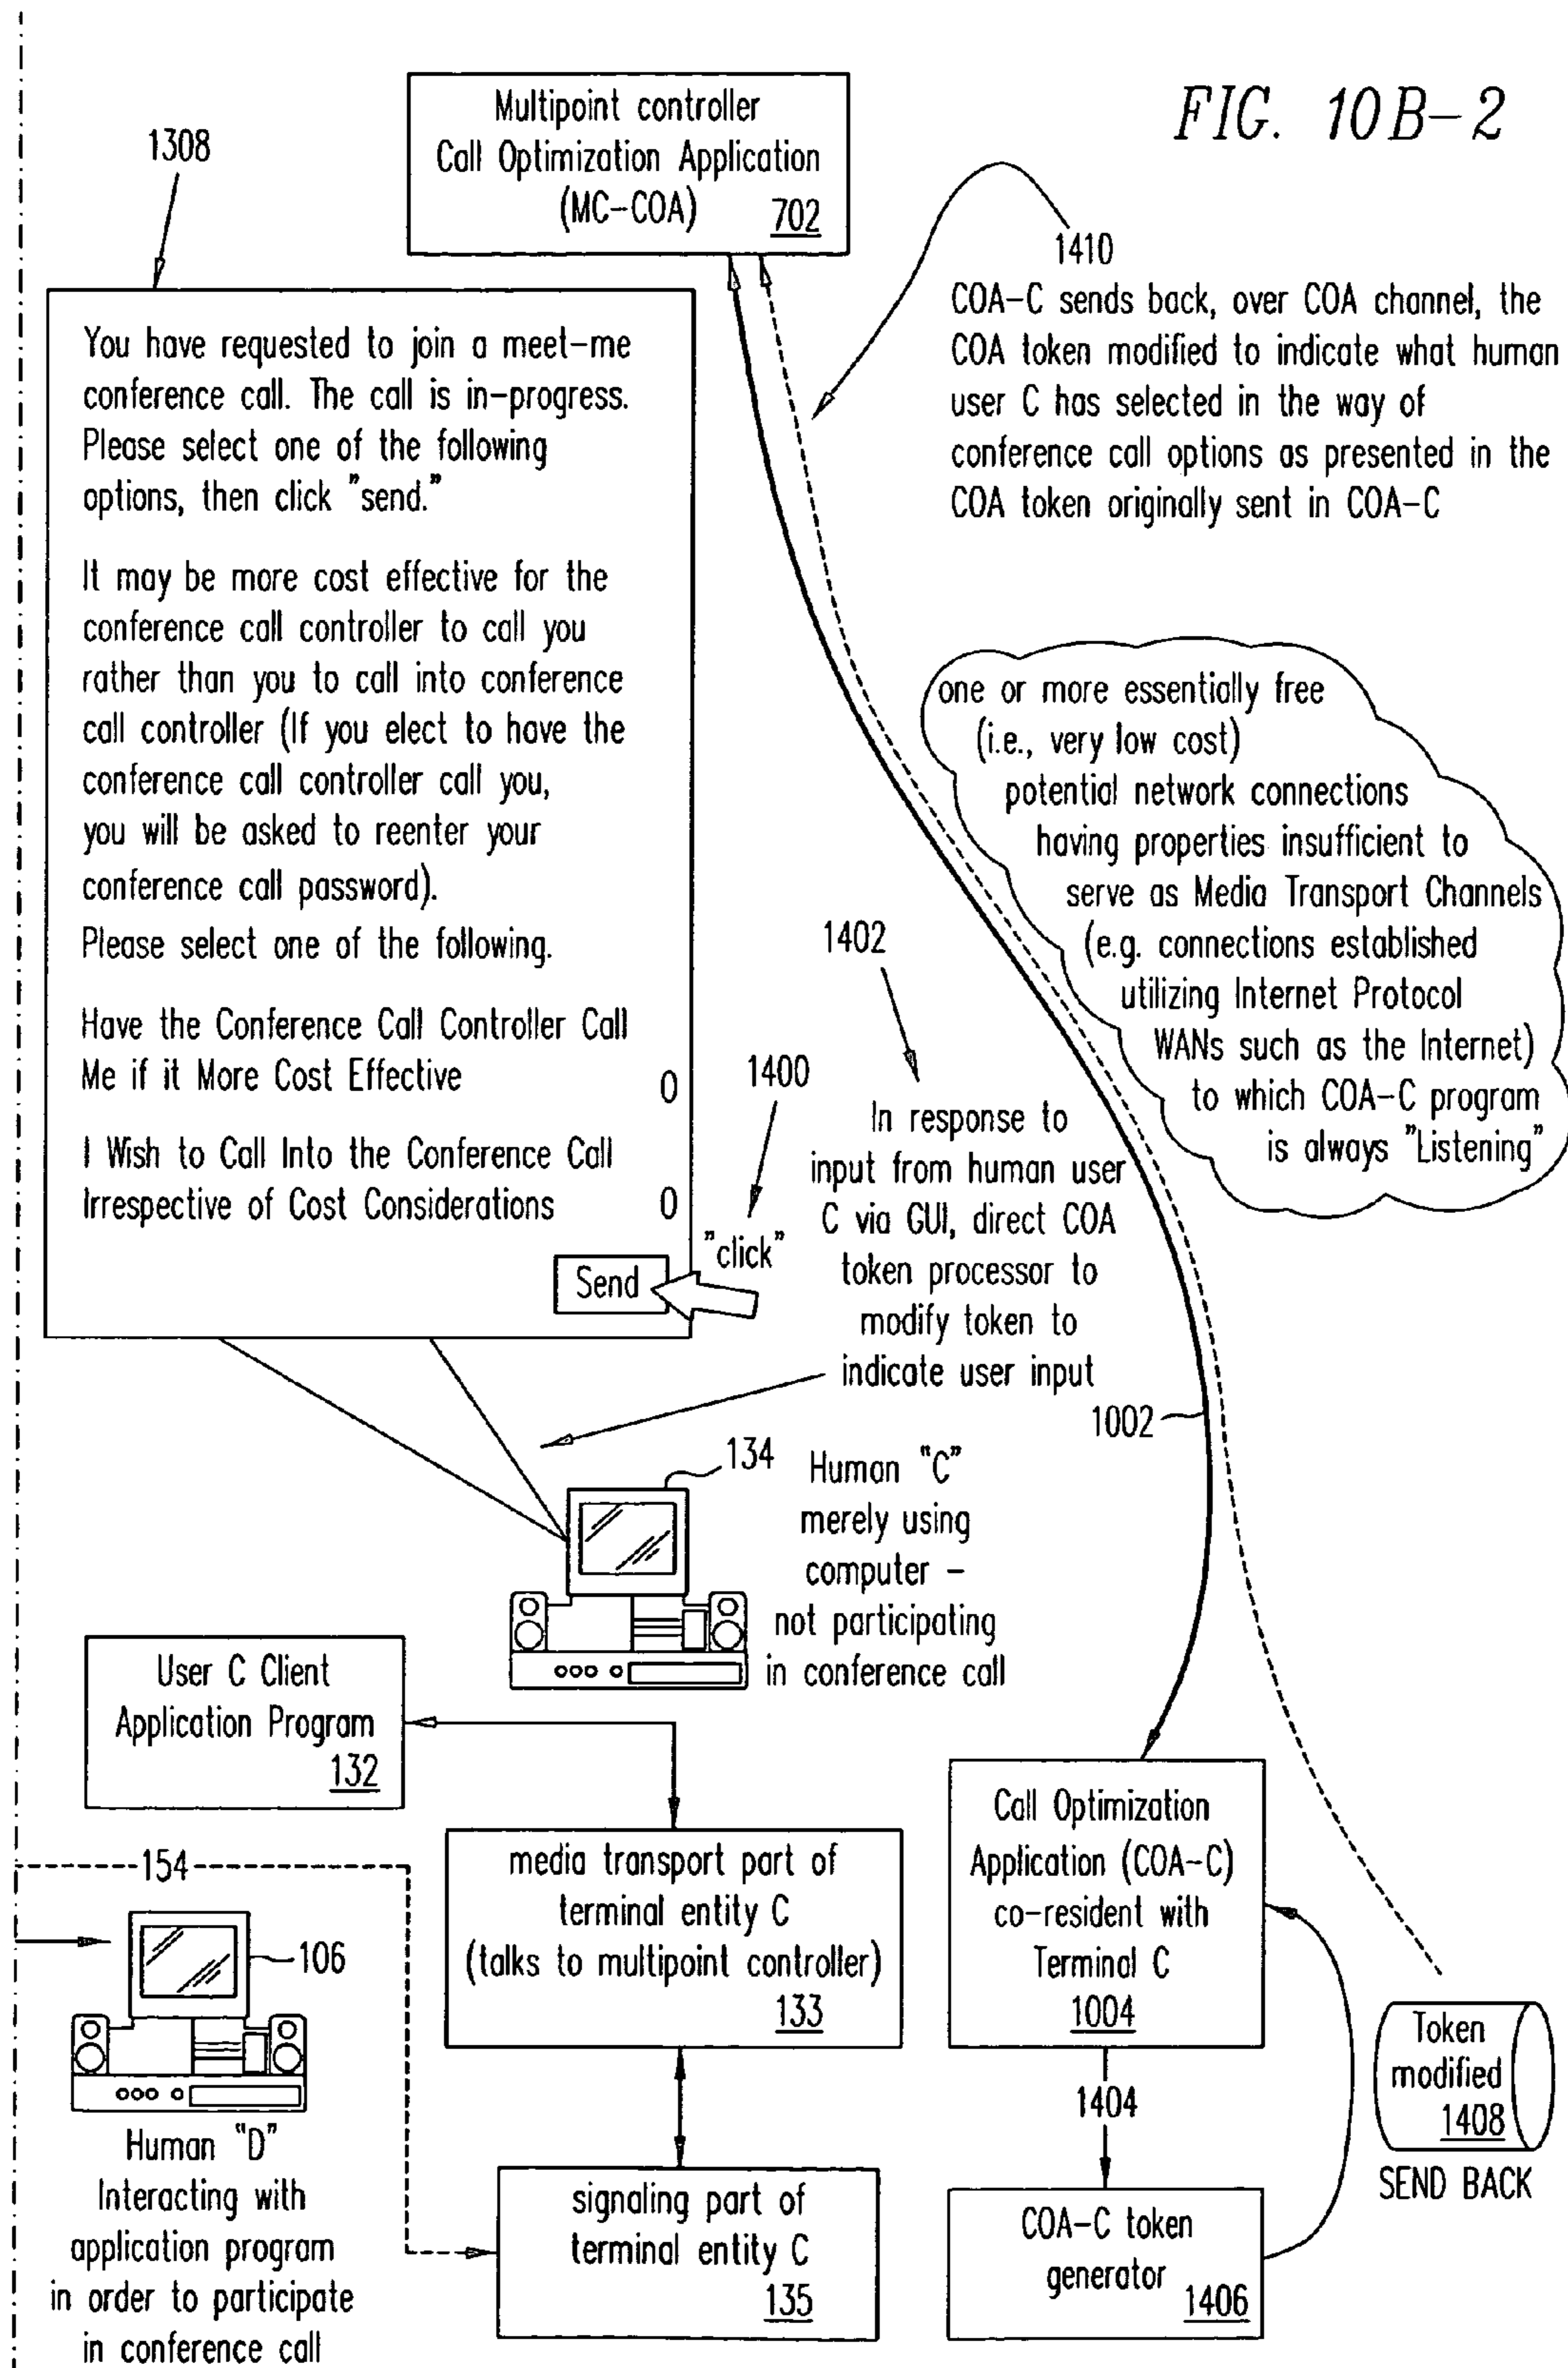 FIG. 10B-2
Multipoint controller
Call Optimization Application
(MC-COA) 702
1308
1410
COA-C sends back, over COA channel, the
COA token modified to indicate what human
user C has selected in the way of
conference call options as presented in the
COA token originally sent in COA-C
You have requested to join a meet-me
conference call. The call is in-progress.
Please select one of the following
options, then click "send."
It may be more cost effective for the
conference call controller to call you
rather than you to call into conference
call controller (If you elect to have the
conference call controller call you,
you will be asked to reenter your
conference call password).
Please select one of the following.
Have the Conference Call Controller Call
Me if it More Cost Effective 0
I Wish to Call Into the Conference Call
Irrespective of Cost Considerations 0
Send
"click"
1400
1402
In response to
input from human user
C via GUI, direct COA
token processor to
modify token to
indicate user input
one or more essentially free
(i.e., very low cost)
potential network connections
having properties insufficient to
serve as Media Transport Channels
(e.g. connections established
utilizing Internet Protocol
WANs such as the Internet)
to which COA-C program
is always "Listening"
1002
134
Human "C"
merely using
computer -
not participating
in conference call
User C Client
Application Program
132
154
106
Human "D"
Interacting with
application program
in order to participate
in conference call
media transport part of
terminal entity C
(talks to multipoint controller)
133
signaling part of
terminal entity C
135
Call Optimization
Application (COA-C)
co-resident with
Terminal C
1004
1404
COA-C token
generator 1406
Token
modified
1408
SEND BACK